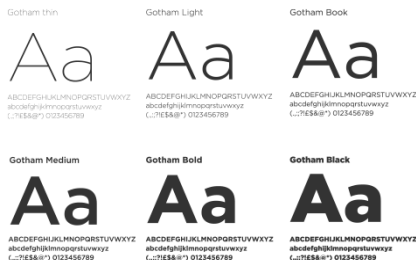 Gotham thin
Gotham Light
Gotham Book
Aa
Aa
Aa
ABCDEFGHIJKLMNOPQRSTUVWXYZ
abcdefghijklmnopqrstuvwxyz
(.,:;?!£$&@*) 0123456789
ABCDEFGHIJKLMNOPQRSTUVWXYZ
abcdefghijklmnopqrstuvwxyz
(.,:;?!£$&@*) 0123456789
ABCDEFGHIJKLMNOPQRSTUVWXYZ
abcdefghijklmnopqrstuvwxyz
(.,:;?!£$&@*) 0123456789
Gotham Medium
Gotham Bold
Gotham Black
Aa
Aa
Aa
ABCDEFGHIJKLMNOPQRSTUVWXYZ
abcdefghijklmnopqrstuvwxyz
(.,:;?!£$&@*) 0123456789
ABCDEFGHIJKLMNOPQRSTUVWXYZ
abcdefghijklmnopqrstuvwxyz
(.,:;?!£$&@*) 0123456789
ABCDEFGHIJKLMNOPQRSTUVWXYZ
abcdefghijklmnopqrstuvwxyz
(.,:;?!£$&@*) 0123456789